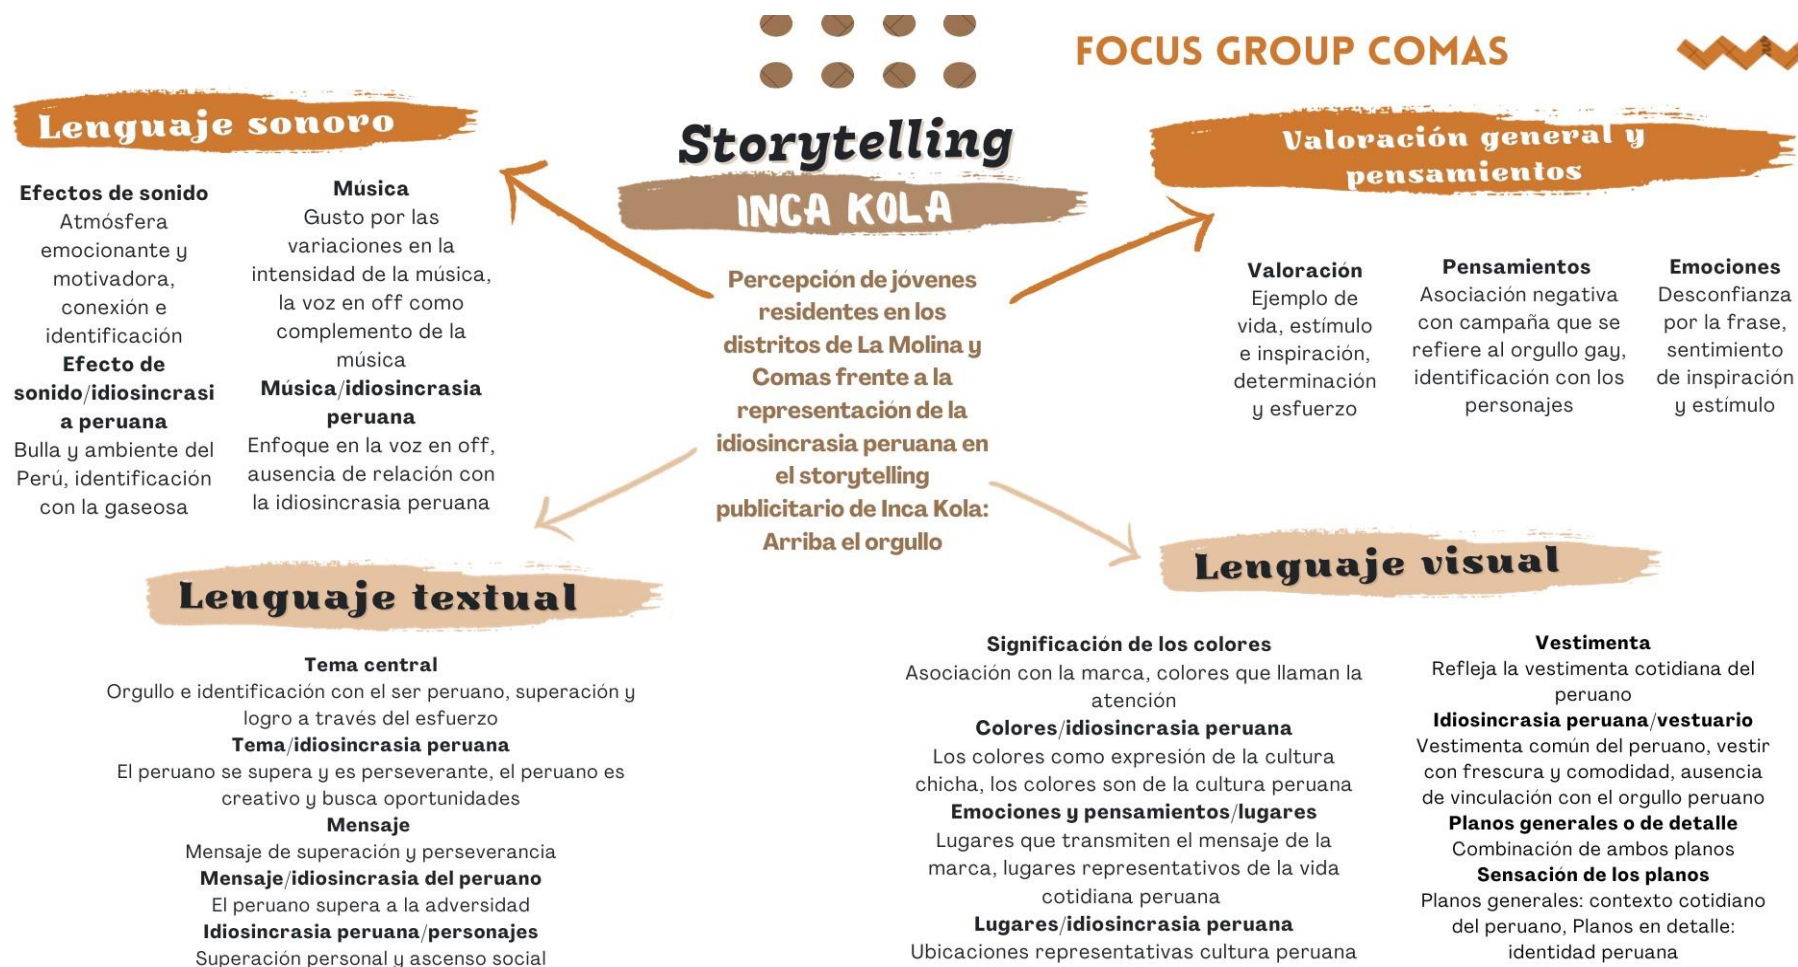 FOCUS GROUP COMAS
Storytelling
INCA KOLA
Percepción de jóvenes
residentes en los
distritos de La Molina y
Comas frente a la
representación de la
idiosincrasia peruana en
el storytelling
publicitario de Inca Kola:
Arriba el orgullo
Lenguaje sonoro
Efectos de sonido
Atmósfera
emocionante y
motivadora,
conexión e
identificación
Efecto de
sonido/idiosincrasi
a peruana
Bulla y ambiente del
Perú, identificación
con la gaseosa
Música
Gusto por las
variaciones en la
intensidad de la música,
la voz en off como
complemento de la
música
Música/idiosincrasia
peruana
Enfoque en la voz en off,
ausencia de relación con
la idiosincrasia peruana
Valoración general y
pensamientos
Valoración
Ejemplo de
vida, estímulo
e inspiración,
determinación
y esfuerzo
Pensamientos
Asociación negativa
con campaña que se
refiere al orgullo gay,
identificación con los
personajes
Emociones
Desconfianza
por la frase,
sentimiento
de inspiración
y estímulo
Lenguaje textual
Tema central
Orgullo e identificación con el ser peruano, superación y
logro a través del esfuerzo
Tema/idiosincrasia peruana
El peruano se supera y es perseverante, el peruano es
creativo y busca oportunidades
Mensaje
Mensaje de superación y perseverancia
Mensaje/idiosincrasia del peruano
El peruano supera a la adversidad
Idiosincrasia peruana/personajes
Superación personal y ascenso social
Lenguaje visual
Significación de los colores
Asociación con la marca, colores que llaman la
atención
Colores/idiosincrasia peruana
Los colores como expresión de la cultura
chicha, los colores son de la cultura peruana
Emociones y pensamientos/lugares
Lugares que transmiten el mensaje de la
marca, lugares representativos de la vida
cotidiana peruana
Lugares/idiosincrasia peruana
Ubicaciones representativas cultura peruana
Vestimenta
Refleja la vestimenta cotidiana del
peruano
Idiosincrasia peruana/vestuario
Vestimenta común del peruano, vestir
con frescura y comodidad, ausencia
de vinculación con el orgullo peruano
Planos generales o de detalle
Combinación de ambos planos
Sensación de los planos
Planos generales: contexto cotidiano
del peruano, Planos en detalle:
identidad peruana